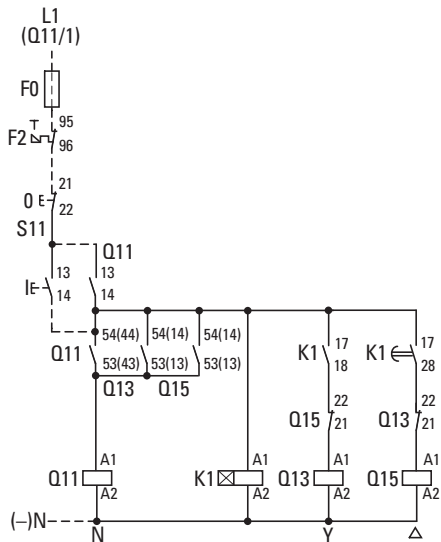 L1
(Q11/1)
F0
95
F2
96
21
0 E
22
S11
Q11
13 13
I E
14 14
54(44) 54(14) 54(14) 17 17
Q11 K1 K1
53(43) 53(13) 53(13) 18 28
Q13 Q15
22 22
Q15 21 Q13 21
A1 A1 A1 A1
Q11 K1 Q13 Q15
A2 A2 A2 A2
(–)N
N Y △